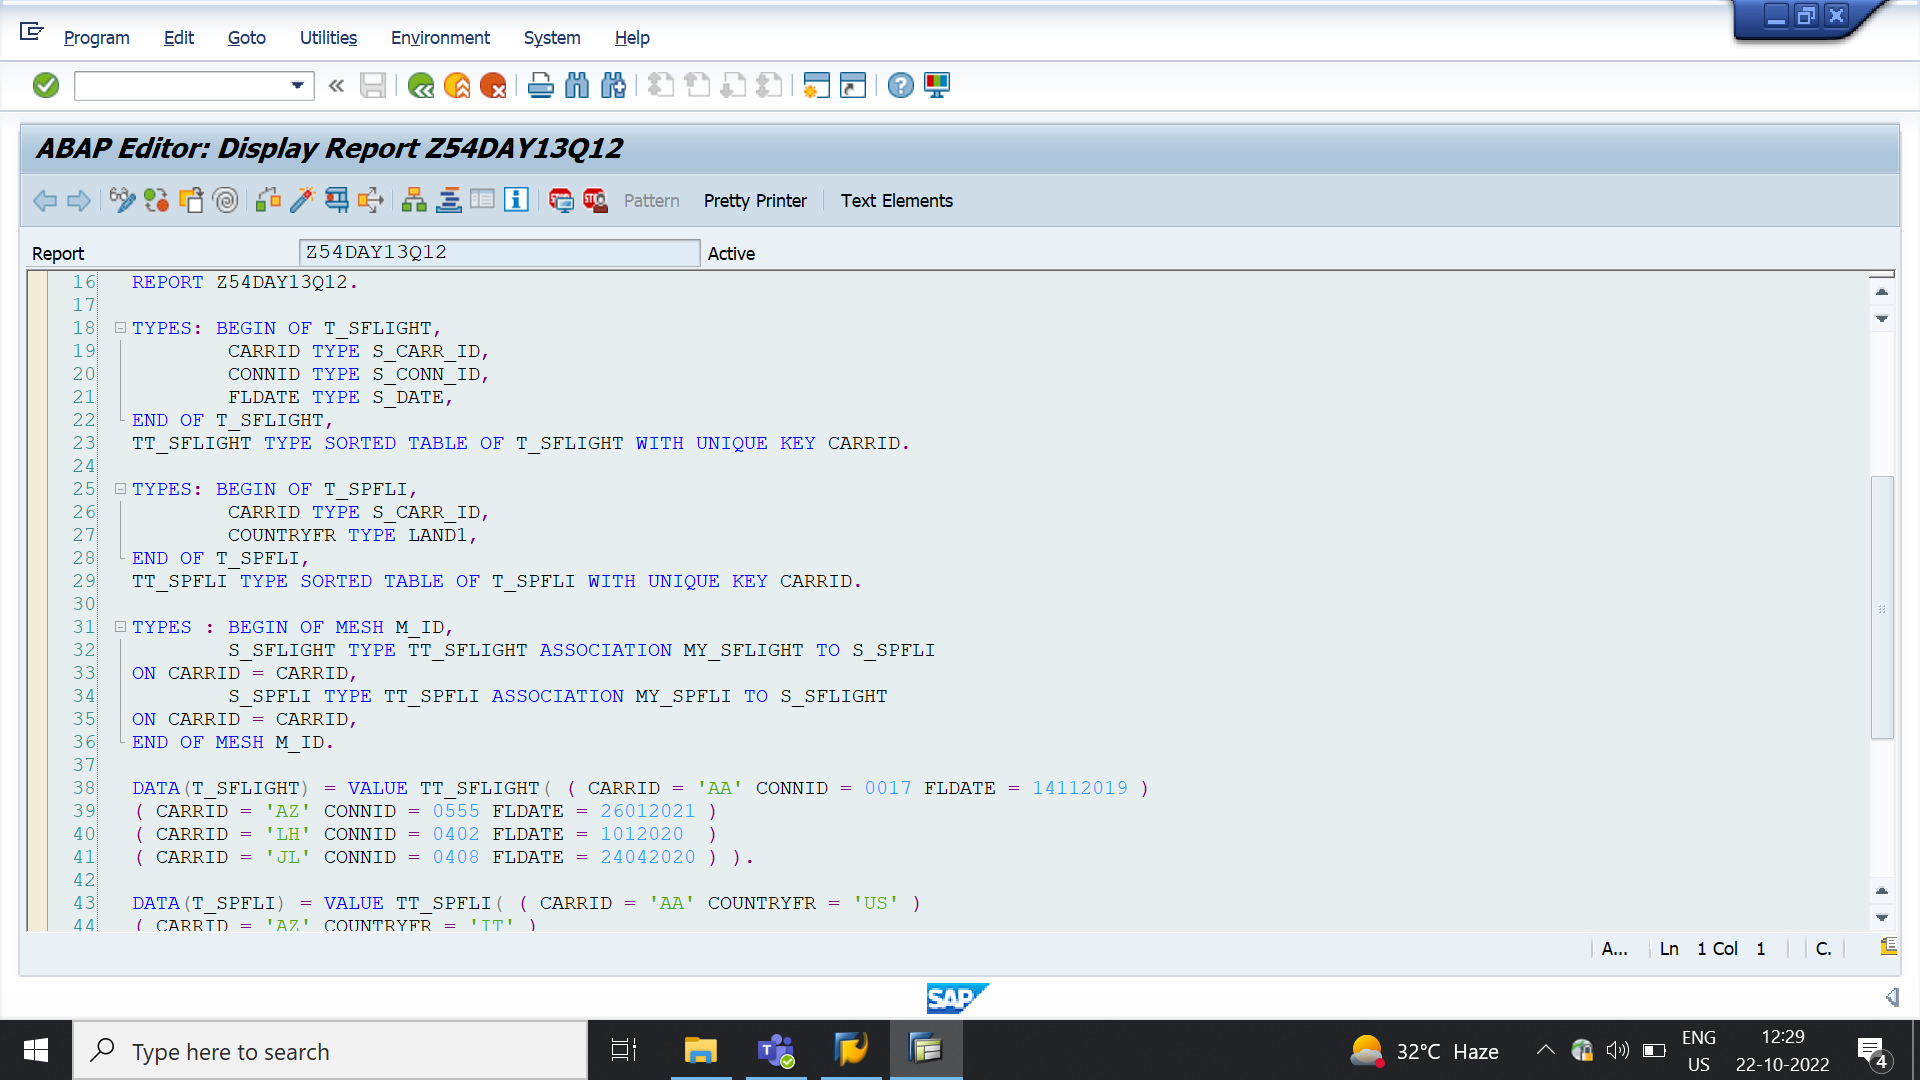 Program Edit Goto Utilities Environment System Help
ABAP Editor: Display Report Z54DAY13Q12
Pattern Pretty Printer Text Elements
Report Z54DAY13Q12 Active
16 REPORT Z54DAY13Q12.
17
18 TYPES: BEGIN OF T_SFLIGHT,
19 CARRID TYPE S_CARR_ID,
20 CONNID TYPE S_CONN_ID,
21 FLDATE TYPE S_DATE,
22 END OF T_SFLIGHT,
23 TT_SFLIGHT TYPE SORTED TABLE OF T_SFLIGHT WITH UNIQUE KEY CARRID.
24
25 TYPES: BEGIN OF T_SPFLI,
26 CARRID TYPE S_CARR_ID,
27 COUNTRYFR TYPE LAND1,
28 END OF T_SPFLI,
29 TT_SPFLI TYPE SORTED TABLE OF T_SPFLI WITH UNIQUE KEY CARRID.
30
31 TYPES : BEGIN OF MESH M_ID,
32 S_SFLIGHT TYPE TT_SFLIGHT ASSOCIATION MY_SFLIGHT TO S_SPFLI
33 ON CARRID = CARRID,
34 S_SPFLI TYPE TT_SPFLI ASSOCIATION MY_SPFLI TO S_SFLIGHT
35 ON CARRID = CARRID,
36 END OF MESH M_ID.
37
38 DATA(T_SFLIGHT) = VALUE TT_SFLIGHT( ( CARRID = 'AA' CONNID = 0017 FLDATE = 14112019 )
39 ( CARRID = 'AZ' CONNID = 0555 FLDATE = 26012021 )
40 ( CARRID = 'LH' CONNID = 0402 FLDATE = 1012020 )
41 ( CARRID = 'JL' CONNID = 0408 FLDATE = 24042020 ) ).
42
43 DATA(T_SPFLI) = VALUE TT_SPFLI( ( CARRID = 'AA' COUNTRYFR = 'US' )
44 ( CARRID = 'AZ' COUNTRYFR = 'IT' )
A... Ln 1 Col 1 C.
SAP
Type here to search
32°C Haze
ENG
US
12:29
22-10-2022
4